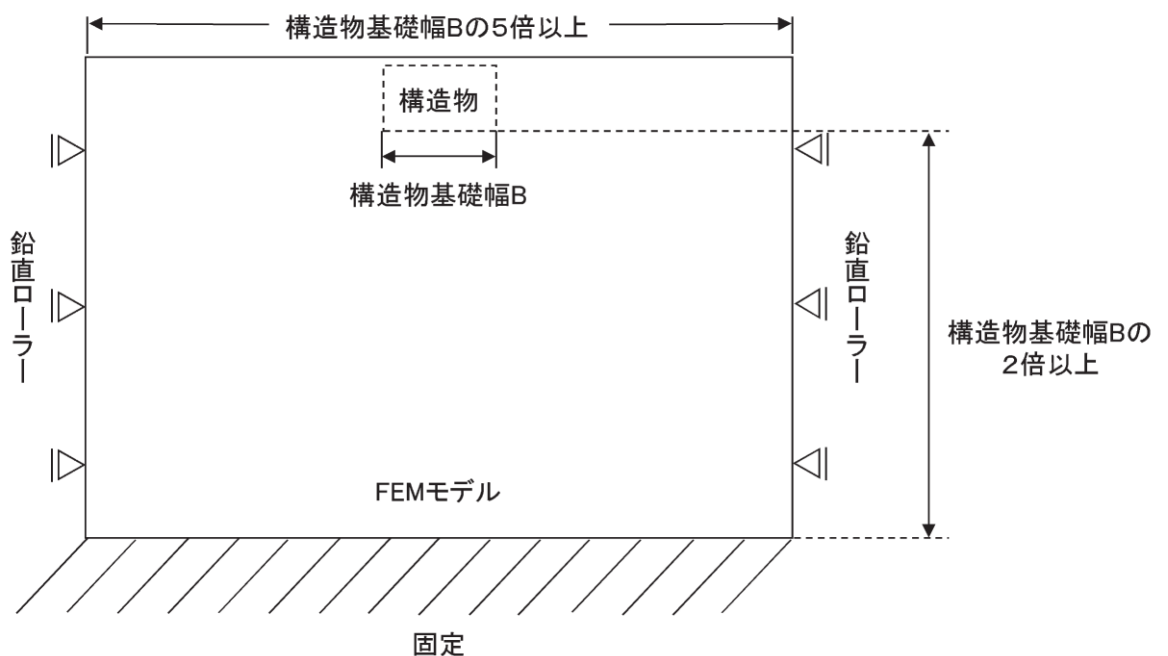 構造物基礎幅Bの5倍以上
構造物
構造物基礎幅B
鉛直ローラー
鉛直ローラー
構造物基礎幅Bの
2倍以上
FEMモデル
固定